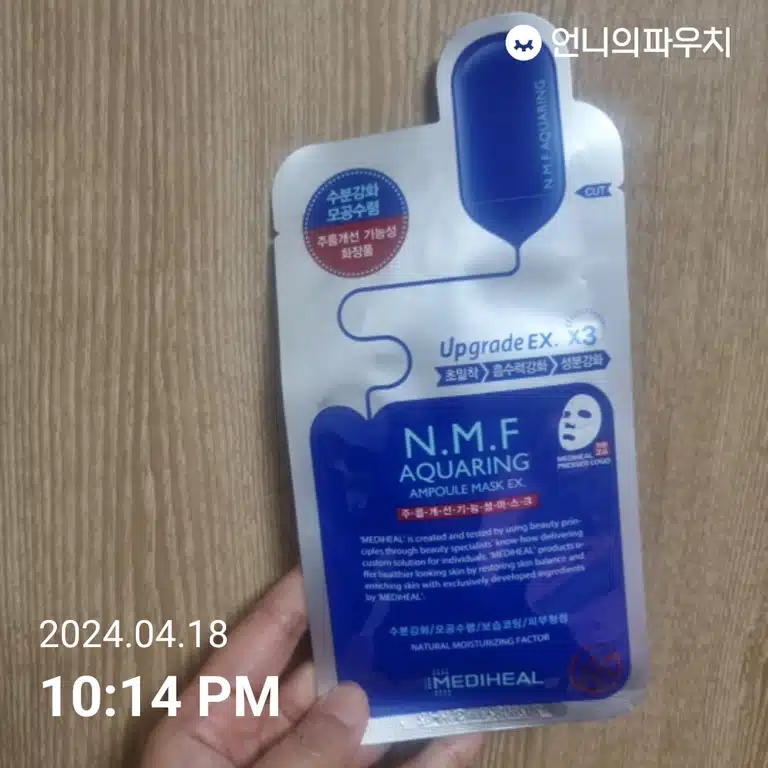 언니의파우치
N.M.F AQUARING
CUT
수분강화
모공수렴
주름개선 기능성
화장품
Upgrade EX. x3
초밀착 흡수력강화 성분강화
N.M.F
AQUARING
AMPOULE MASK EX.
주·름·개·선·기·능·성·마·스·크
MEDIHEAL
PRESSED LOGO
'MEDIHEAL' is created and tested by using beauty prin-
ciples through beauty specialists' know-how delivering
custom solution for individuals. 'MEDIHEAL' products o-
ffer healthier looking skin by restoring skin balance and
enriching skin with exclusively developed ingredients
by 'MEDIHEAL'.
수분강화/모공수렴/보습코팅/피부형점
NATURAL MOISTURIZING FACTOR
MEDIHEAL
2024.04.18
10:14 PM